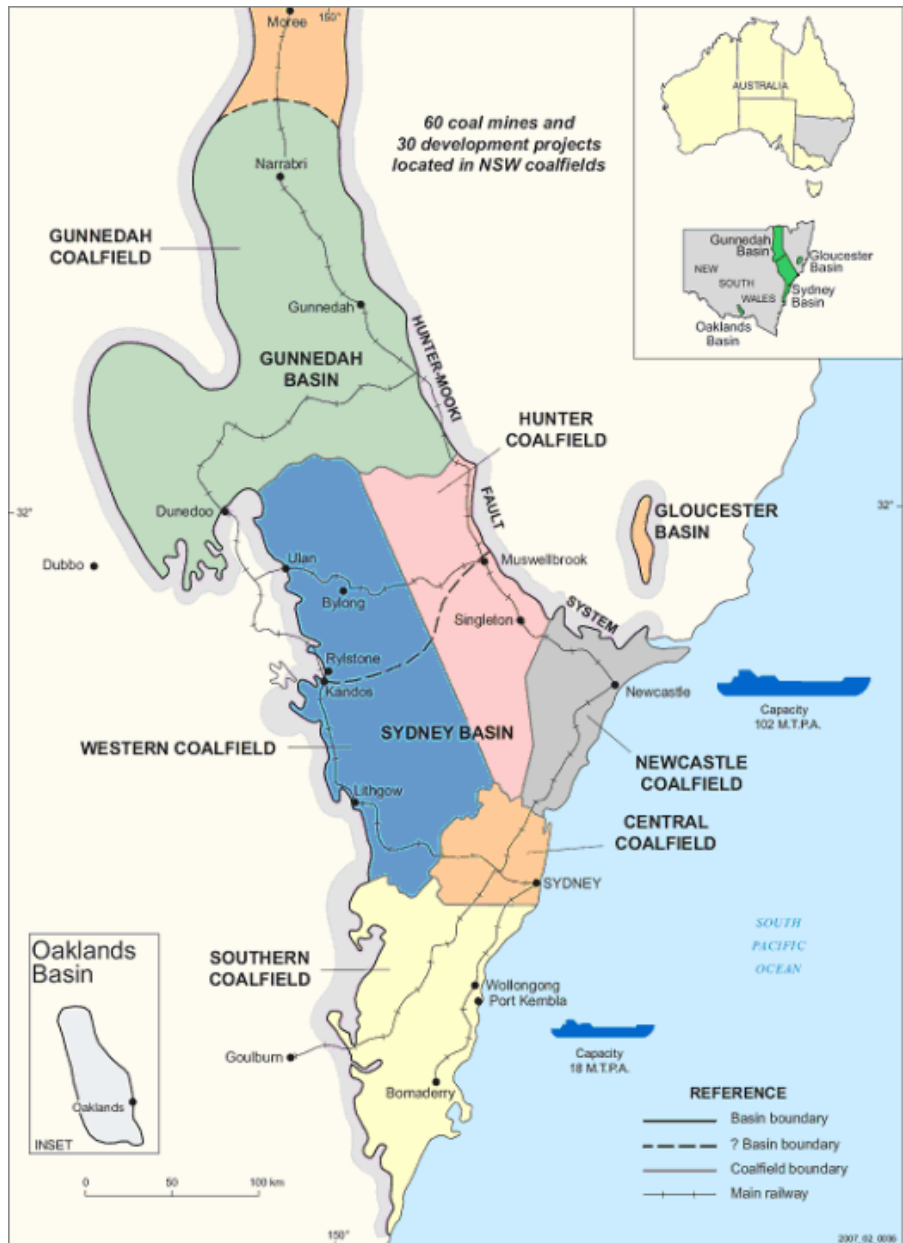 Moree
150°
60 coal mines and
30 development projects
located in NSW coalfields
AUSTRALIA
Gunnedah
Basin
Gloucester
Basin
NEW
SOUTH
WALES
Sydney
Basin
Oaklands
Basin
Narrabri
GUNNEDAH
COALFIELD
Gunnedah
GUNNEDAH
BASIN
HUNTER-MOOKI
FAULT
SYSTEM
HUNTER
COALFIELD
32°
Dunedoo
GLOUCESTER
BASIN
32°
Dubbo
Ulan
Bylong
Muswellbrook
Singleton
Rylstone
Kandos
Newcastle
Capacity
102 M.T.P.A.
WESTERN COALFIELD
SYDNEY BASIN
NEWCASTLE
COALFIELD
Lithgow
CENTRAL
COALFIELD
SYDNEY
SOUTH
PACIFIC
OCEAN
Oaklands
Basin
Oaklands
INSET
SOUTHERN
COALFIELD
Wollongong
Port Kembla
Goulburn
Capacity
18 M.T.P.A.
Bomaderry
REFERENCE
Basin boundary
? Basin boundary
Coalfield boundary
Main railway
0 50 100 km
150°
2007_02_0036